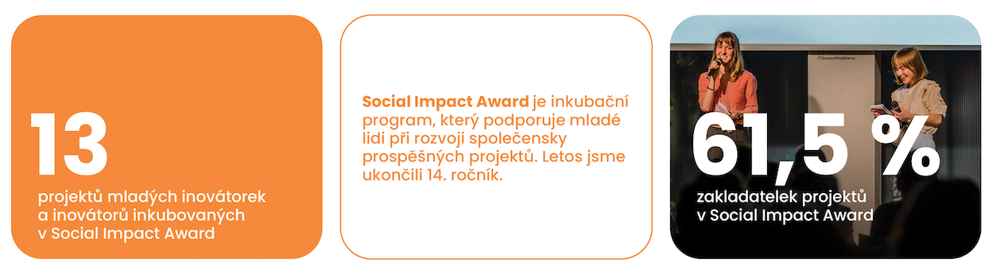 13
projektů mladých inovátorek
a inovátorů inkubovaných
v Social Impact Award
Social Impact Award je inkubační
program, který podporuje mladé
lidi při rozvoji společensky
prospěšných projektů. Letos jsme
ukončili 14. ročník.
@impacthubbrno
61,5 %
zakladatelek projektů
v Social Impact Award